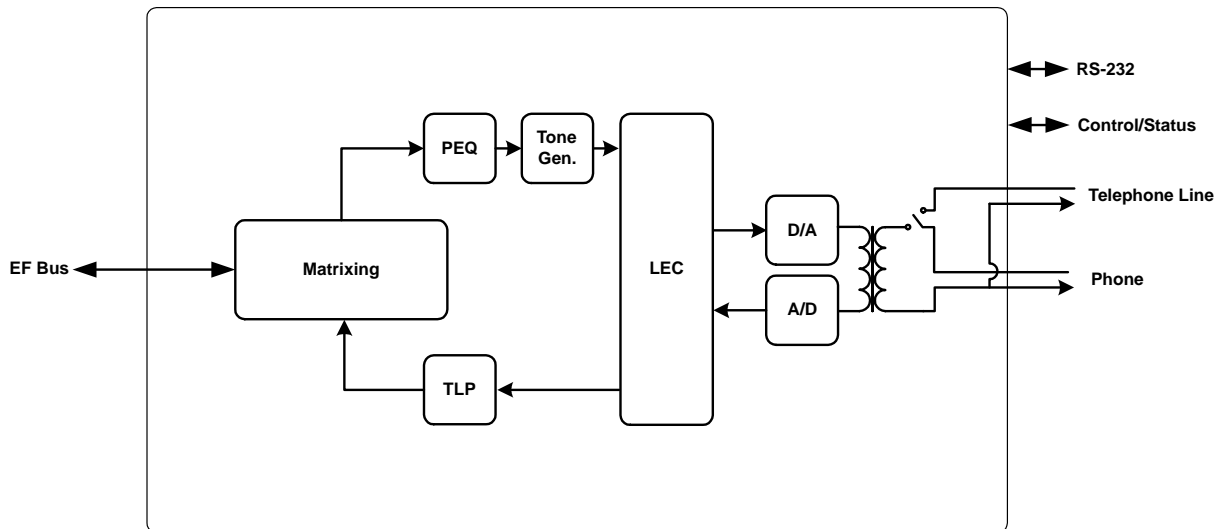 RS-232
Control/Status
PEQ
Tone
Gen.
Telephone Line
D/A
EF Bus
Matrixing
LEC
Phone
A/D
TLP